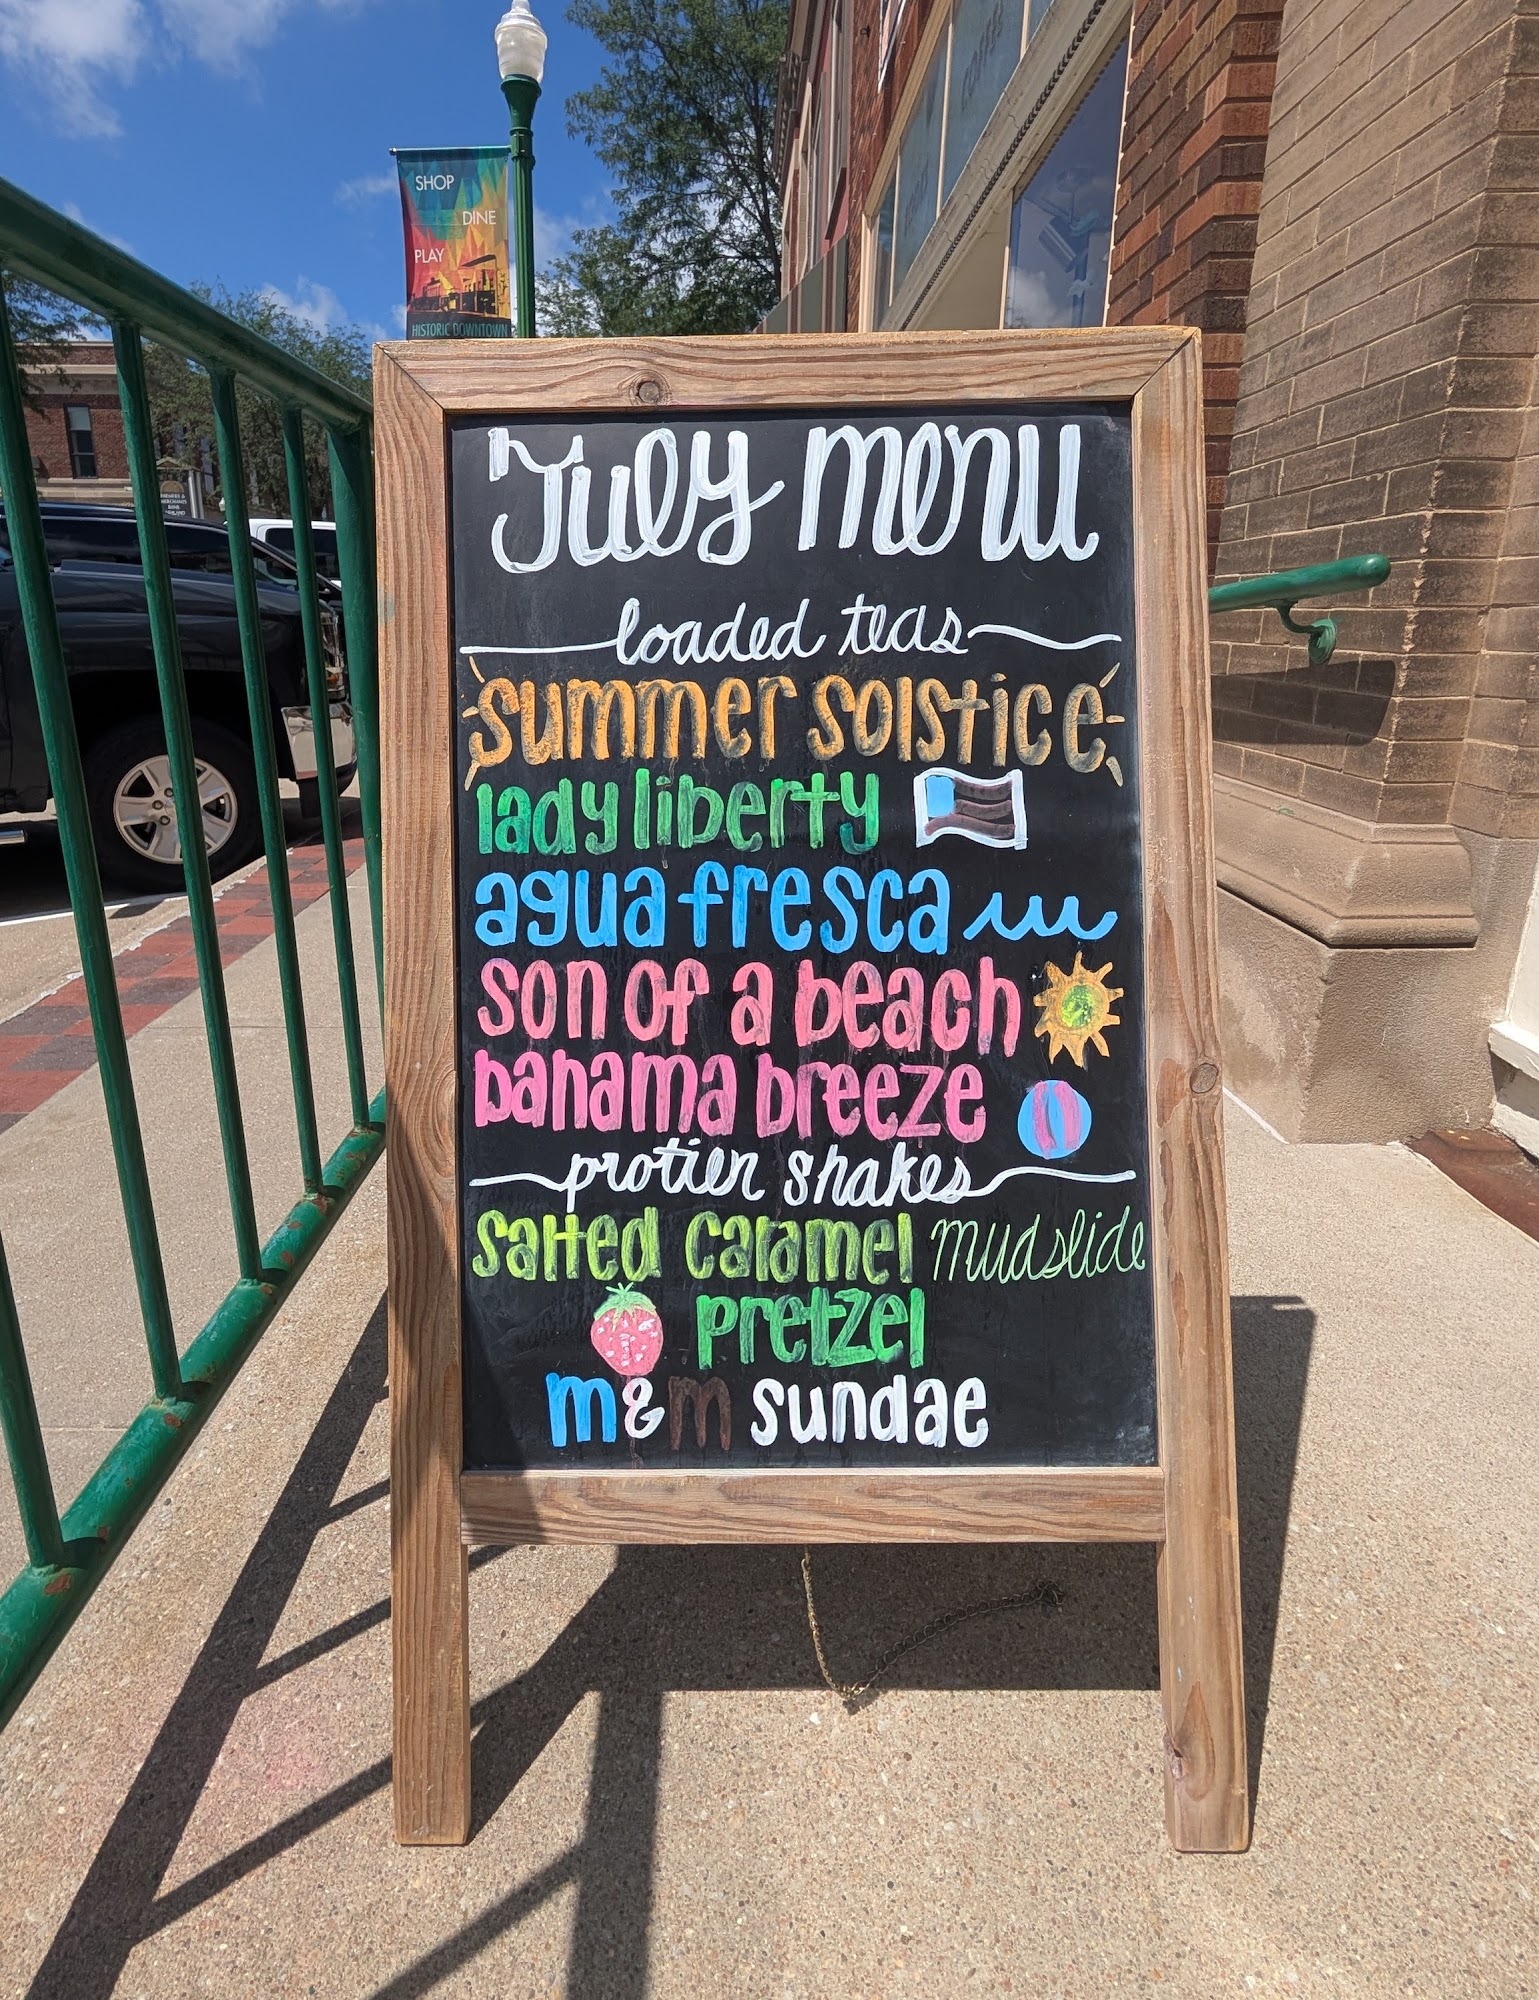 SHOP
DINE
PLAY
HISTORIC DOWNTOWN
July menu
loaded teas
summer solstice
lady liberty
agua fresca
son of a beach
bahama breeze
protien shakes
salted caramel mudslide
pretzel
m&m sundae